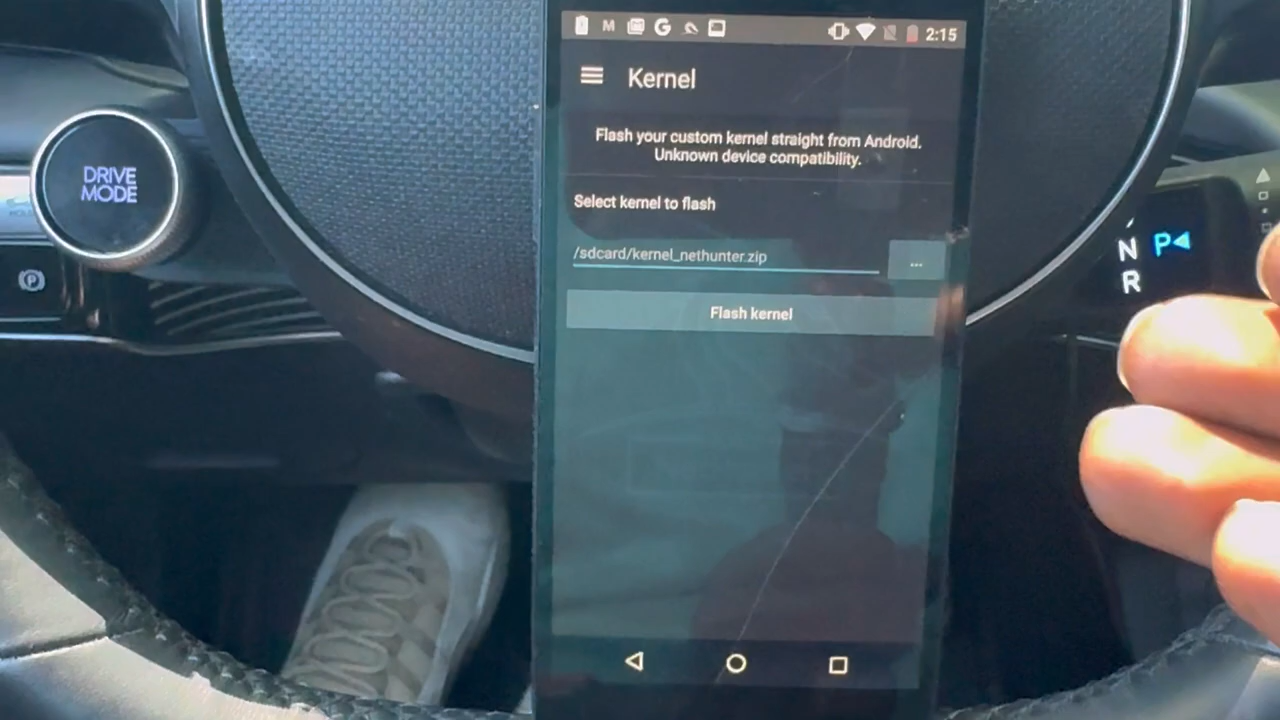 2:15
Kernel
Flash your custom kernel straight from Android.
Unknown device compatibility.
Select kernel to flash
/sdcard/kernel_nethunter.zip
...
Flash kernel
DRIVE
MODE
P
N
R